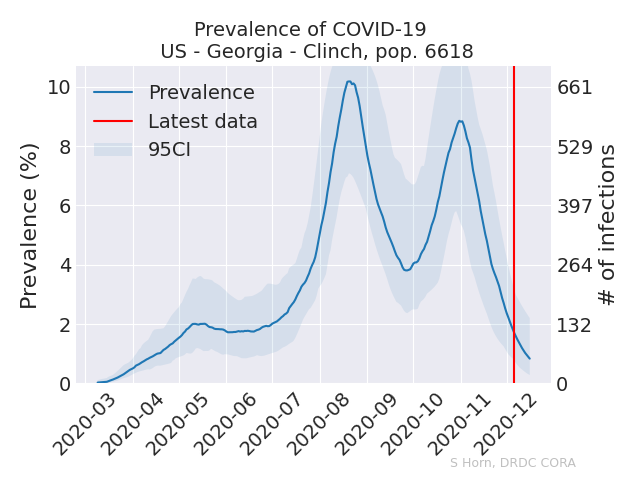 Prevalence of COVID-19
US - Georgia - Clinch, pop. 6618
Prevalence
Latest data
95CI
Prevalence (%)
10
8
6
4
2
0
661
529
397
264
132
0
# of infections
2020-03
2020-04
2020-05
2020-06
2020-07
2020-08
2020-09
2020-10
2020-11
2020-12
S Horn, DRDC CORA